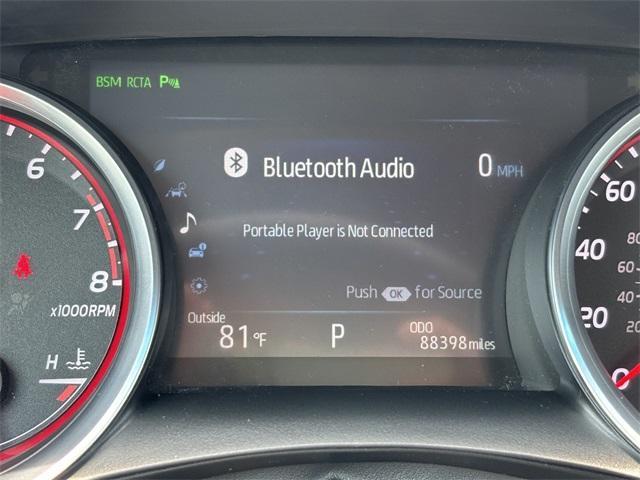 BSM RCTA P
Bluetooth Audio
0 MPH
Portable Player is Not Connected
Push OK for Source
Outside
81°F
P
ODO
88398 miles
6
7
8
x1000RPM
H
60
40
20
0
80
60
40
20